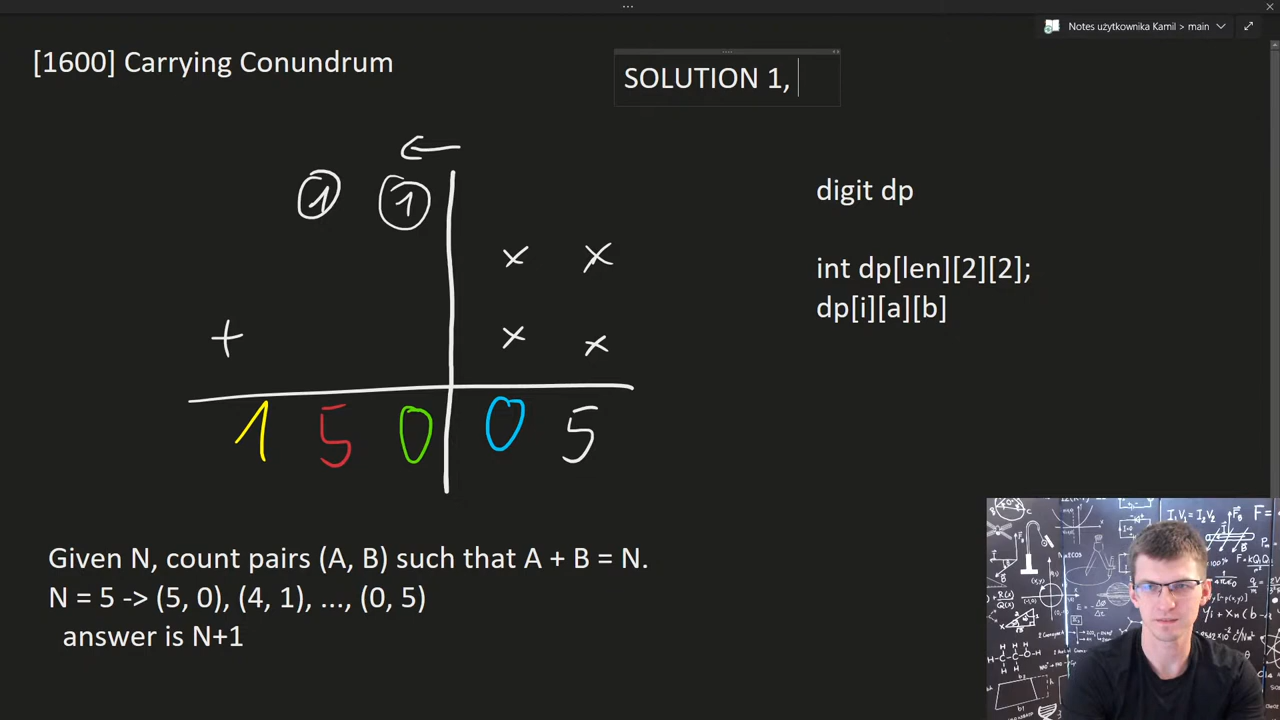 Notes użytkownika Kamil > main
[1600] Carrying Conundrum
SOLUTION 1,
1 1
digit dp
x x
int dp[len][2][2];
dp[i][a][b]
+ x x
1 5 0 0 5
Given N, count pairs (A, B) such that A + B = N.
N = 5 -> (5, 0), (4, 1), ..., (0, 5)
answer is N+1